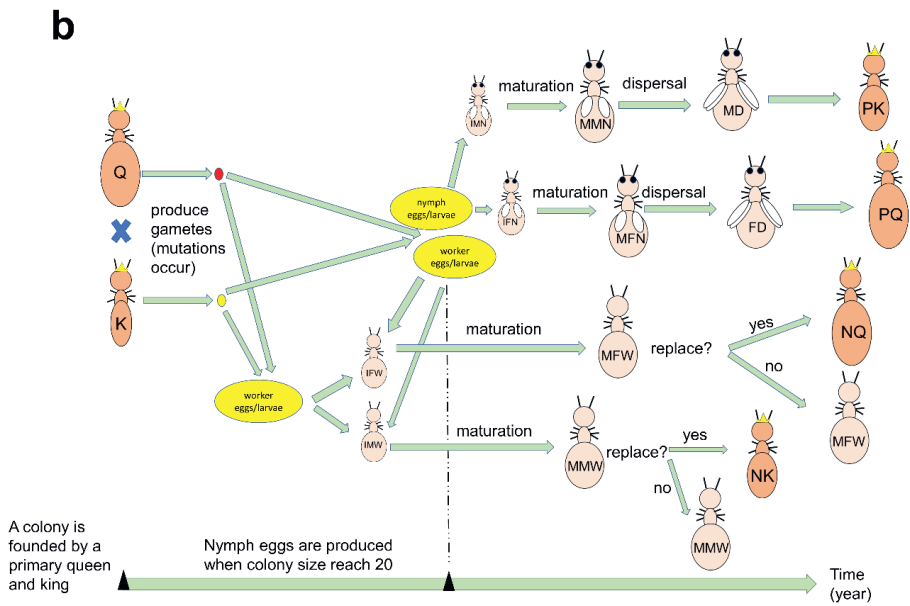 b
Q
produce
gametes
(mutations
occur)
K
nymph
eggs/larvae
worker
eggs/larvae
worker
eggs/larvae
IMN
maturation
MMN
dispersal
MD
PK
IFN
maturation
MFN
dispersal
FD
PQ
IFW
maturation
MFW
replace?
yes
no
NQ
MFW
IMW
maturation
MMW
replace?
yes
no
NK
MMW
A colony is
founded by a
primary queen
and king
Nymph eggs are produced
when colony size reach 20
Time
(year)